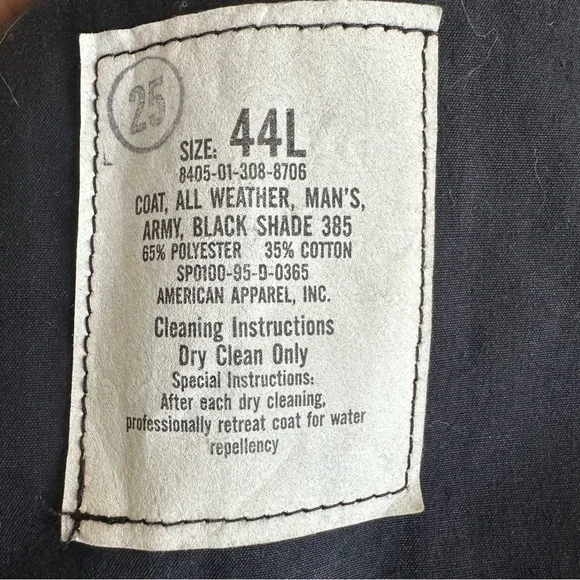 25
SIZE: 44L
8405-01-308-8706
COAT, ALL WEATHER, MAN'S,
ARMY, BLACK SHADE 385
65% POLYESTER 35% COTTON
SPO100-95-D-0365
AMERICAN APPAREL, INC.
Cleaning Instructions
Dry Clean Only
Special Instructions:
After each dry cleaning,
professionally retreat coat for water
repellency